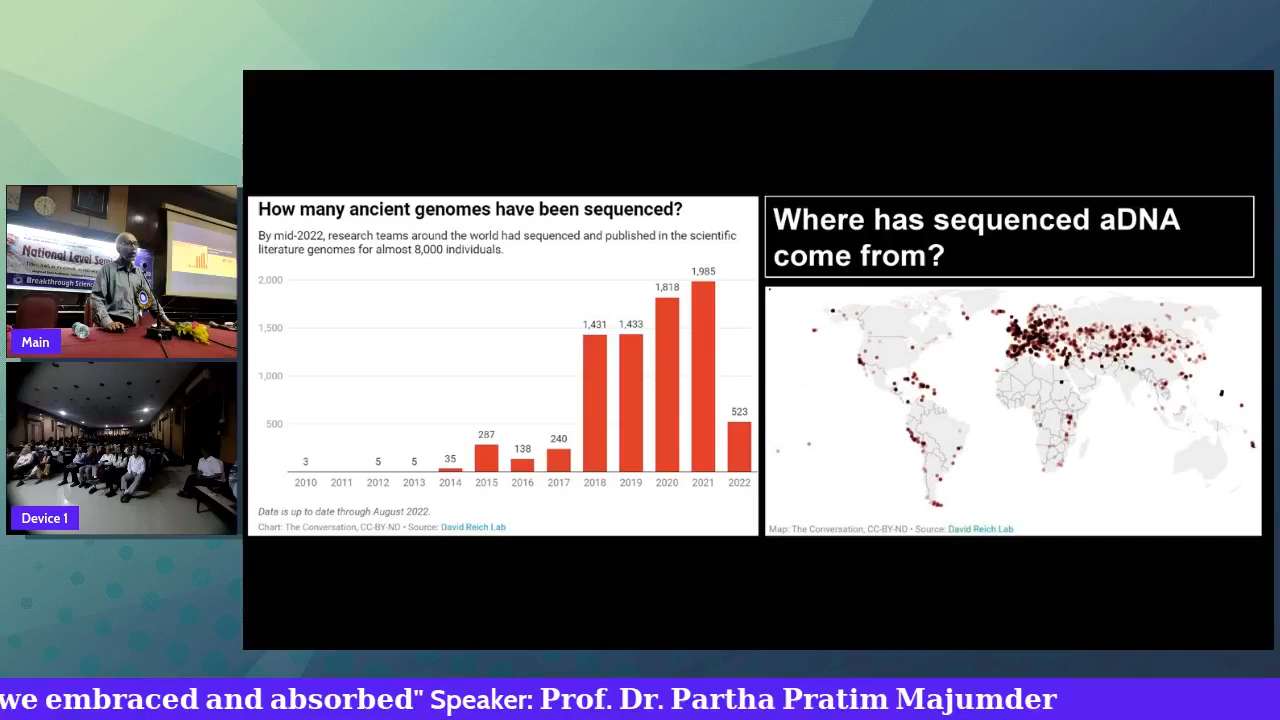 National Level Sem
Breakthrough Scienc
Main
Device 1
How many ancient genomes have been sequenced?
By mid-2022, research teams around the world had sequenced and published in the scientific
literature genomes for almost 8,000 individuals.
2,000
1,500
1,000
500
3
5
5
35
287
138
240
1,431
1,433
1,818
1,985
523
2010 2011 2012 2013 2014 2015 2016 2017 2018 2019 2020 2021 2022
Data is up to date through August 2022.
Chart: The Conversation, CC-BY-ND • Source: David Reich Lab
Where has sequenced aDNA
come from?
Map: The Conversation, CC-BY-ND • Source: David Reich Lab
we embraced and absorbed" Speaker: Prof. Dr. Partha Pratim Majumder